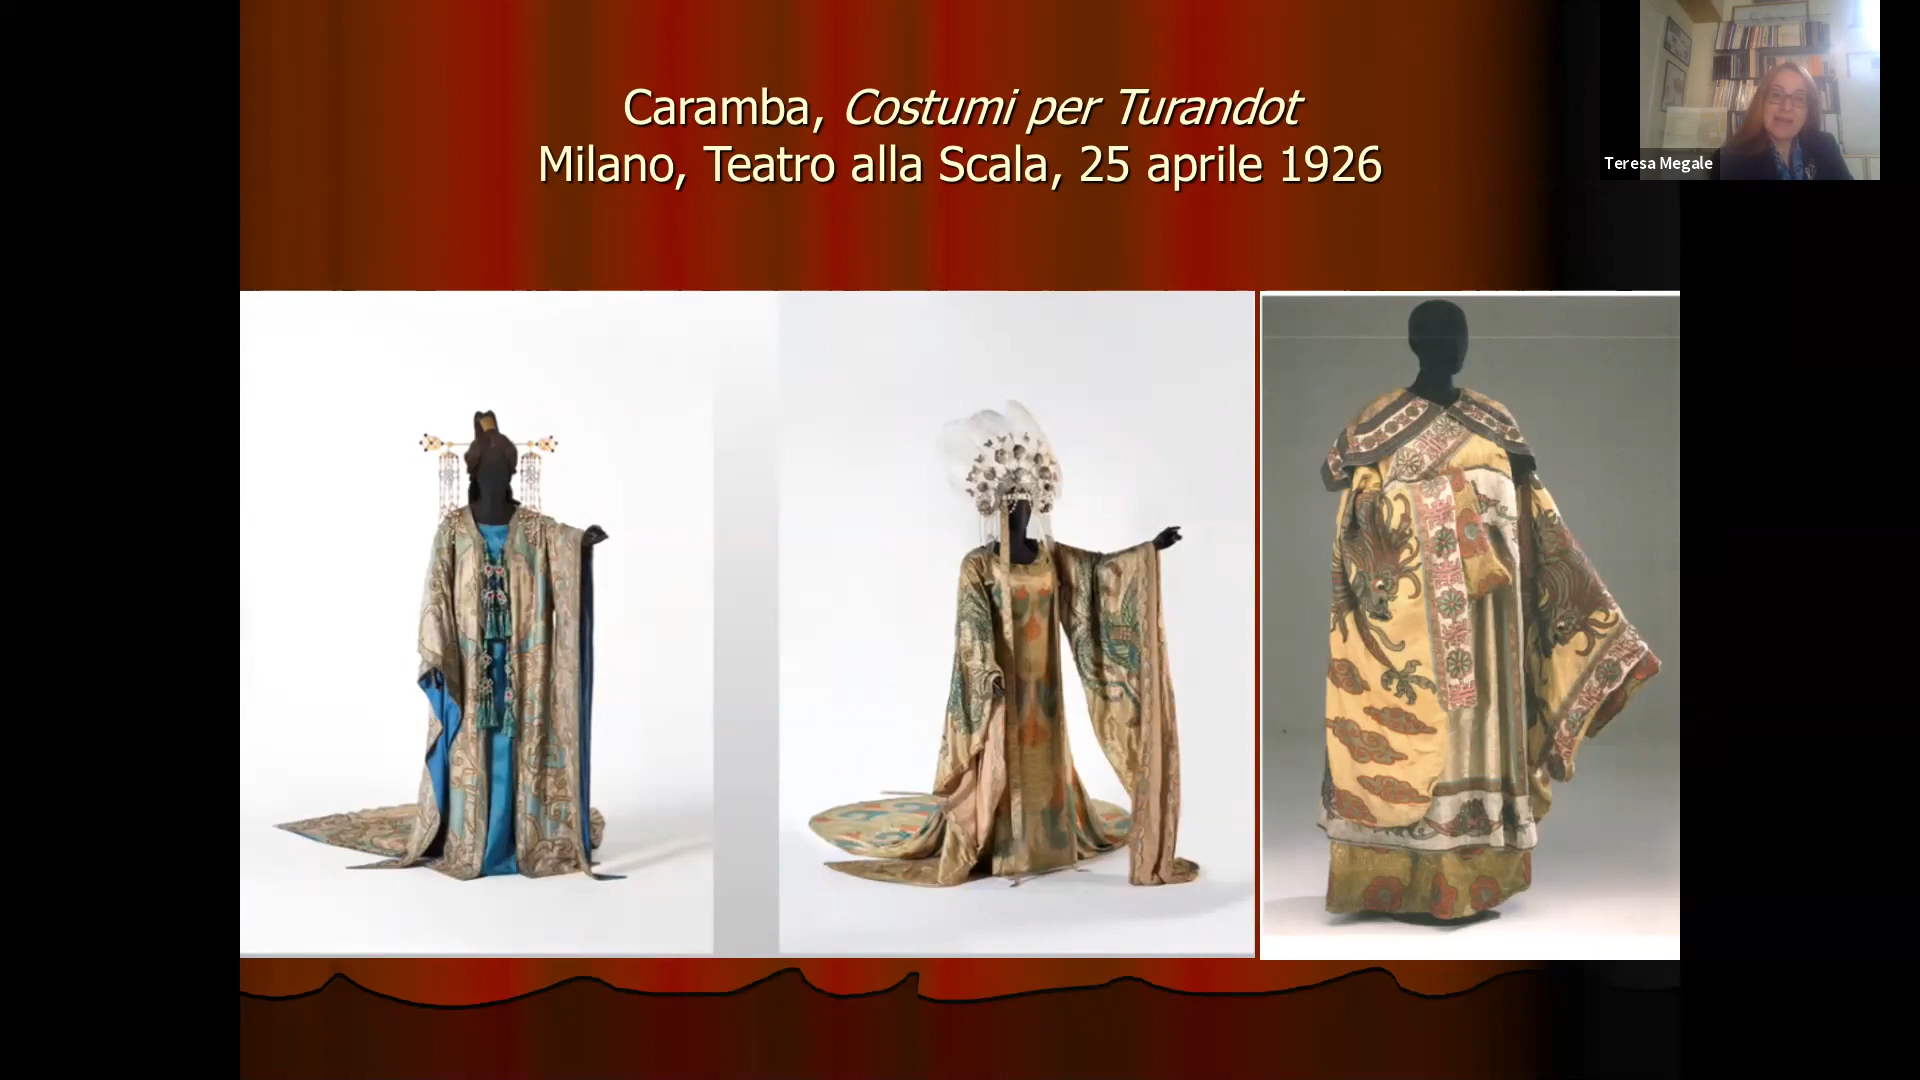 Caramba, Costumi per Turandot
Milano, Teatro alla Scala, 25 aprile 1926
Teresa Megale